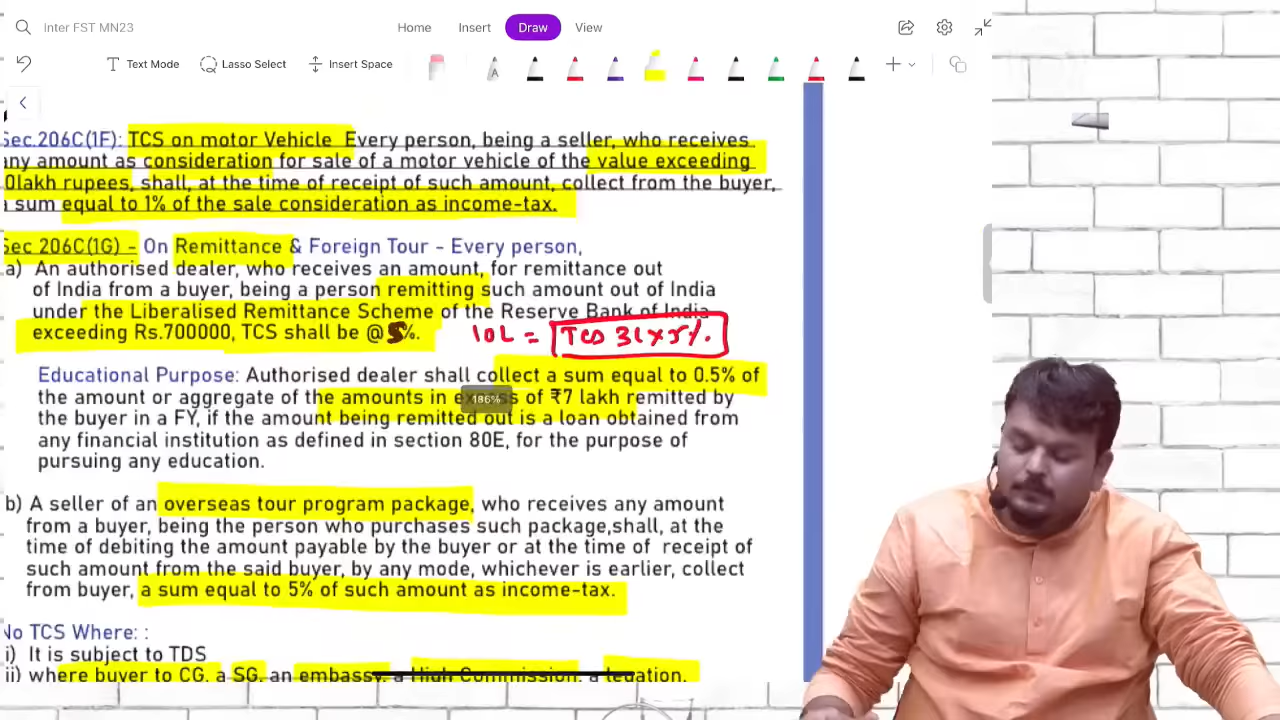 Inter FST MN23
Home
Insert
Draw
View
Text Mode
Lasso Select
Insert Space
A
Sec.206C(1F): TCS on motor Vehicle Every person, being a seller, who receives
any amount as consideration for sale of a motor vehicle of the value exceeding
0lakh rupees, shall, at the time of receipt of such amount, collect from the buyer,
a sum equal to 1% of the sale consideration as income-tax.
Sec 206C(1G) - On Remittance & Foreign Tour - Every person,
a) An authorised dealer, who receives an amount, for remittance out
of India from a buyer, being a person remitting such amount out of India
under the Liberalised Remittance Scheme of the Reserve Bank of India
exceeding Rs.700000, TCS shall be @5%.
10L = TCS 3L x 5%.
Educational Purpose: Authorised dealer shall collect a sum equal to 0.5% of
the amount or aggregate of the amounts in excess of ₹7 lakh remitted by
186%
the buyer in a FY, if the amount being remitted out is a loan obtained from
any financial institution as defined in section 80E, for the purpose of
pursuing any education.
b) A seller of an overseas tour program package, who receives any amount
from a buyer, being the person who purchases such package,shall, at the
time of debiting the amount payable by the buyer or at the time of receipt of
such amount from the said buyer, by any mode, whichever is earlier, collect
from buyer, a sum equal to 5% of such amount as income-tax.
No TCS Where: :
i) It is subject to TDS
ii) where buyer to CG, a SG, an embassy, a High Commission, a legation,